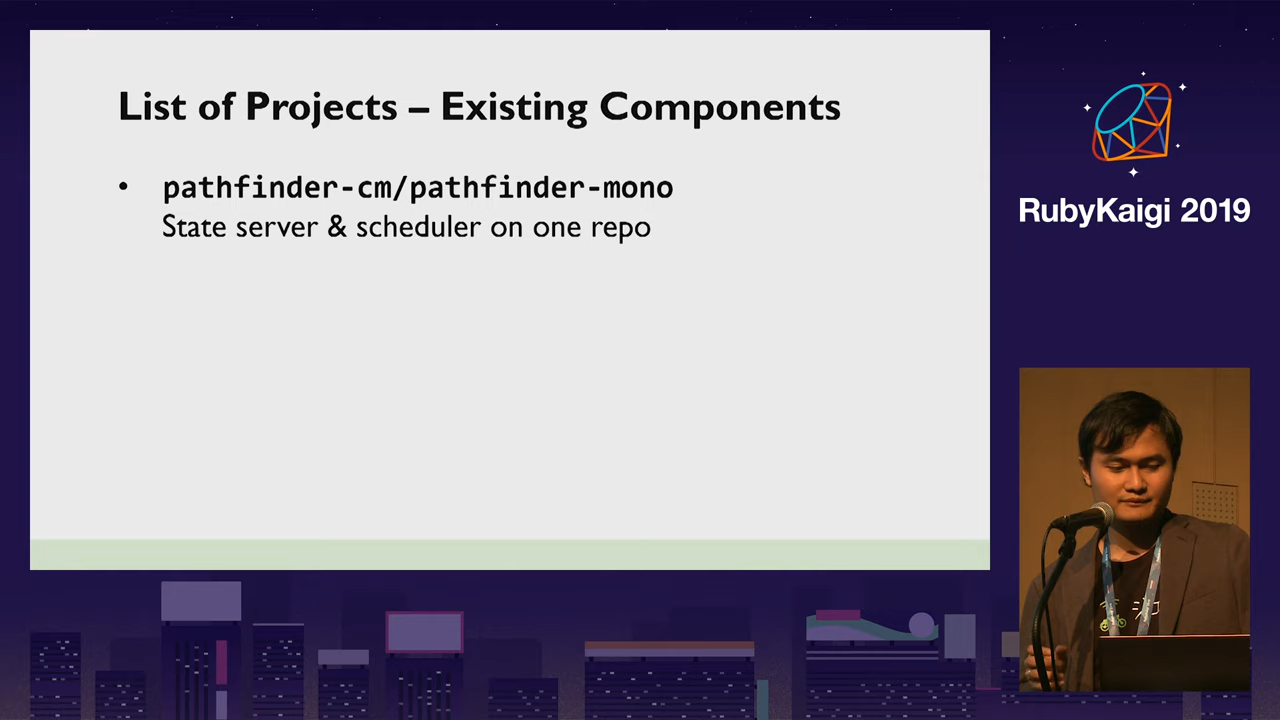 List of Projects – Existing Components
• pathfinder-cm/pathfinder-mono
State server & scheduler on one repo
RubyKaigi 2019